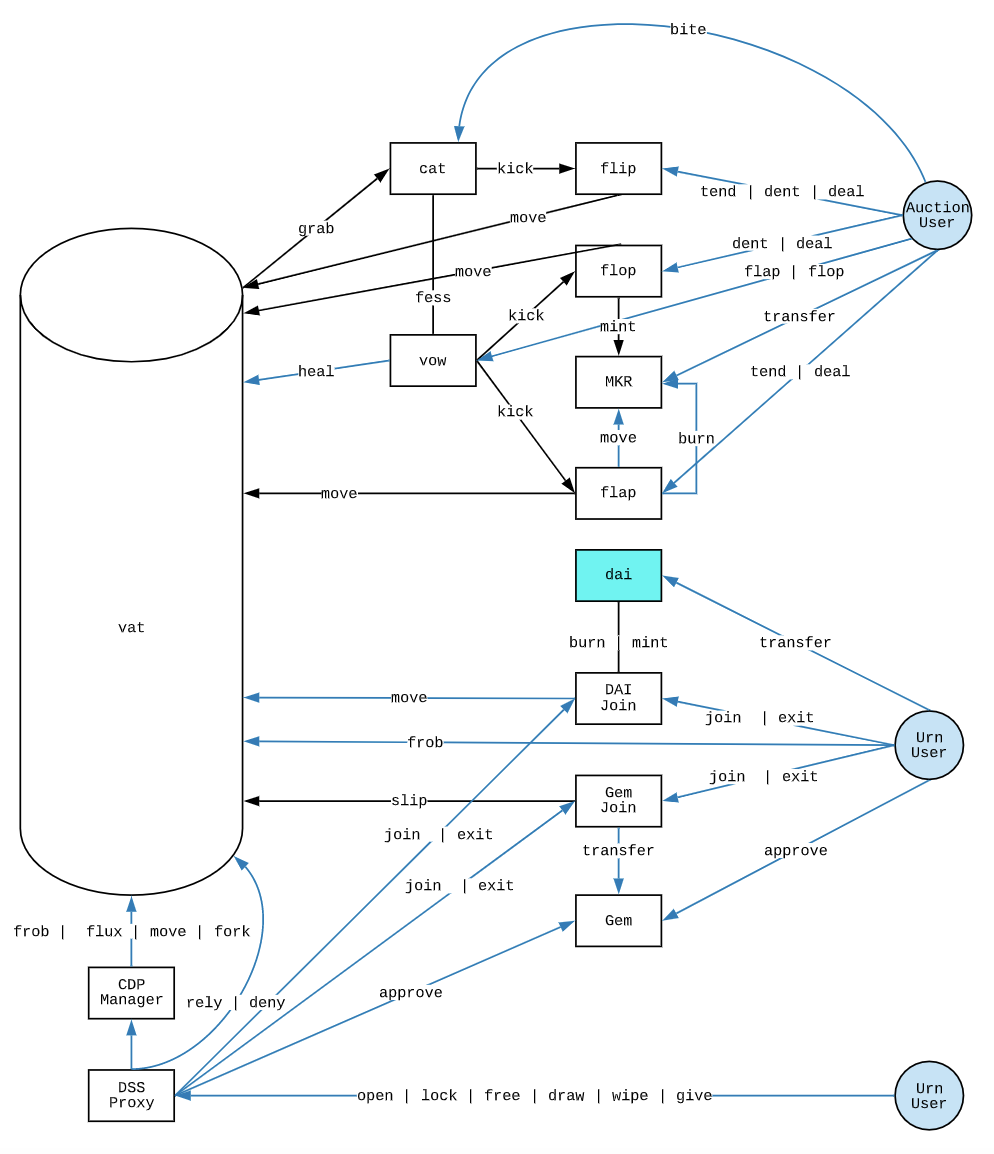 bite
cat
kick
flip
tend | dent | deal
Auction
User
move
grab
dent | deal
move
flop
flap | flop
fess
kick
mint
transfer
vow
heal
MKR
tend | deal
kick
move
burn
move
flap
dai
vat
burn | mint
transfer
DAI
Join
move
join | exit
frob
Urn
User
join | exit
Gem
Join
slip
join | exit
transfer
approve
join | exit
Gem
frob | flux | move | fork
CDP
Manager
approve
rely | deny
DSS
Proxy
open | lock | free | draw | wipe | give
Urn
User